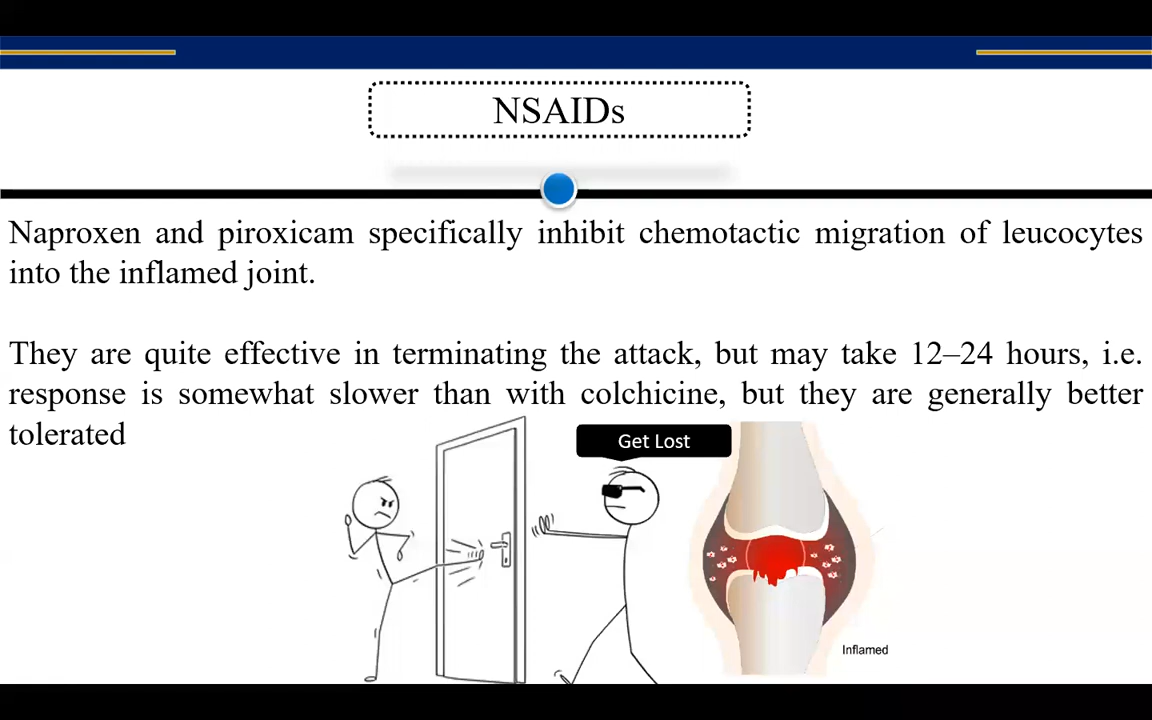 NSAIDs
Naproxen and piroxicam specifically inhibit chemotactic migration of leucocytes
into the inflamed joint.
They are quite effective in terminating the attack, but may take 12–24 hours, i.e.
response is somewhat slower than with colchicine, but they are generally better
tolerated
Get Lost
Inflamed